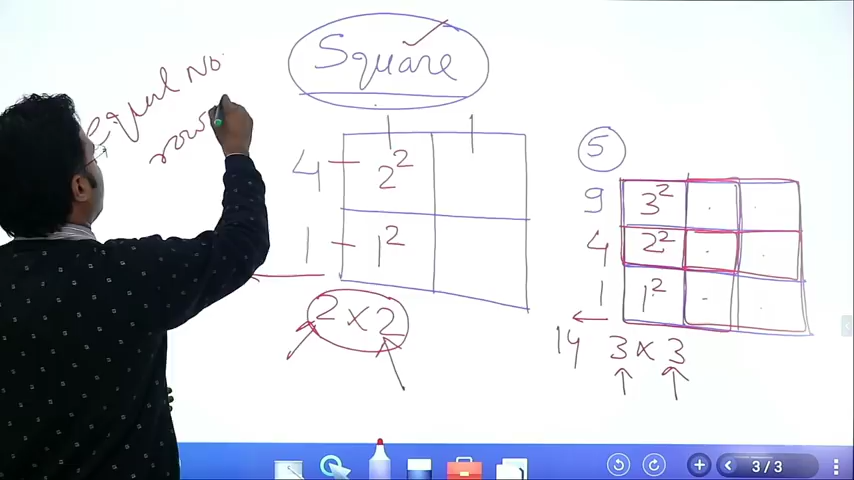 Square
equal No.
rows
4 2²
1 1²
2 x 2
5
9 3²
4 2²
1 1²
14 3 x 3
3 / 3